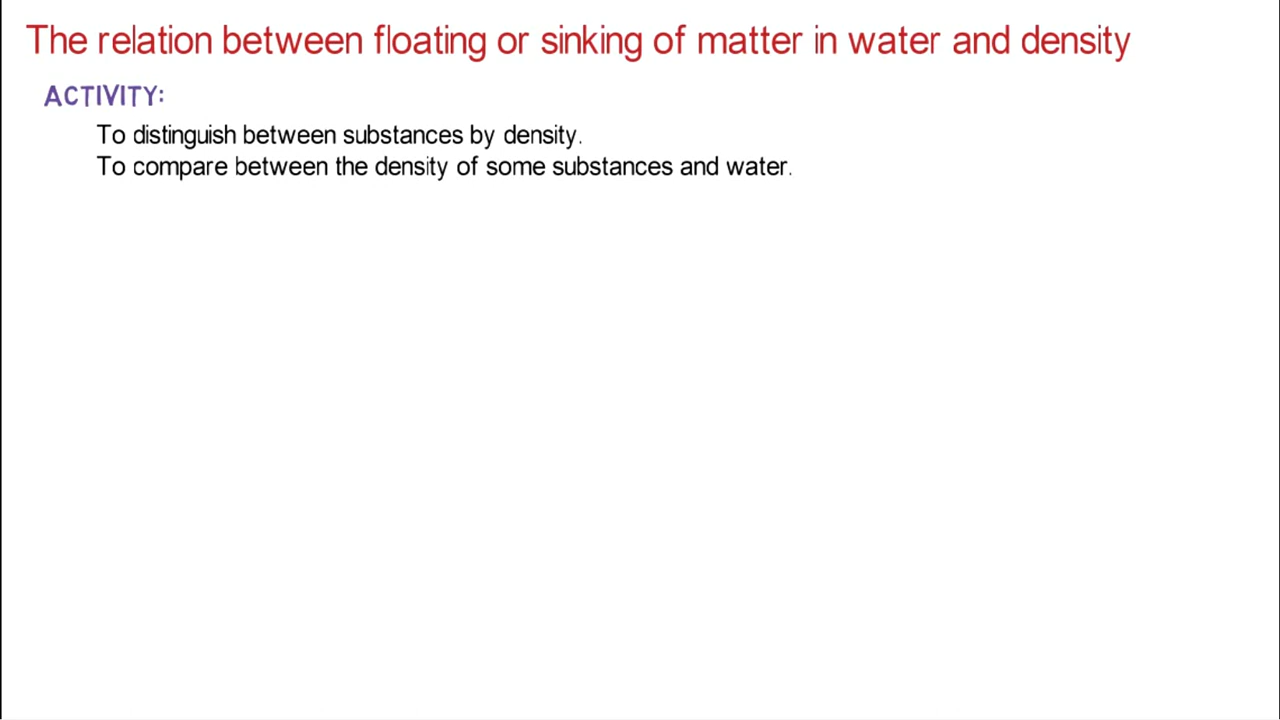 The relation between floating or sinking of matter in water and density
ACTIVITY:
To distinguish between substances by density.
To compare between the density of some substances and water.